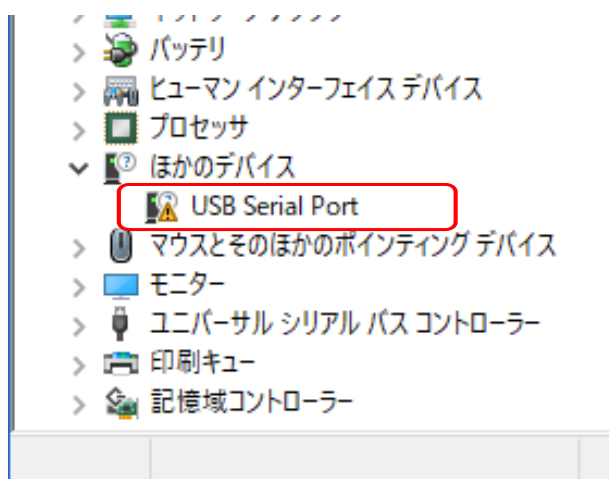 バッテリ
ヒューマン インターフェイス デバイス
プロセッサ
ほかのデバイス
USB Serial Port
マウスとそのほかのポインティング デバイス
モニター
ユニバーサル シリアル バス コントローラー
印刷キュー
記憶域コントローラー